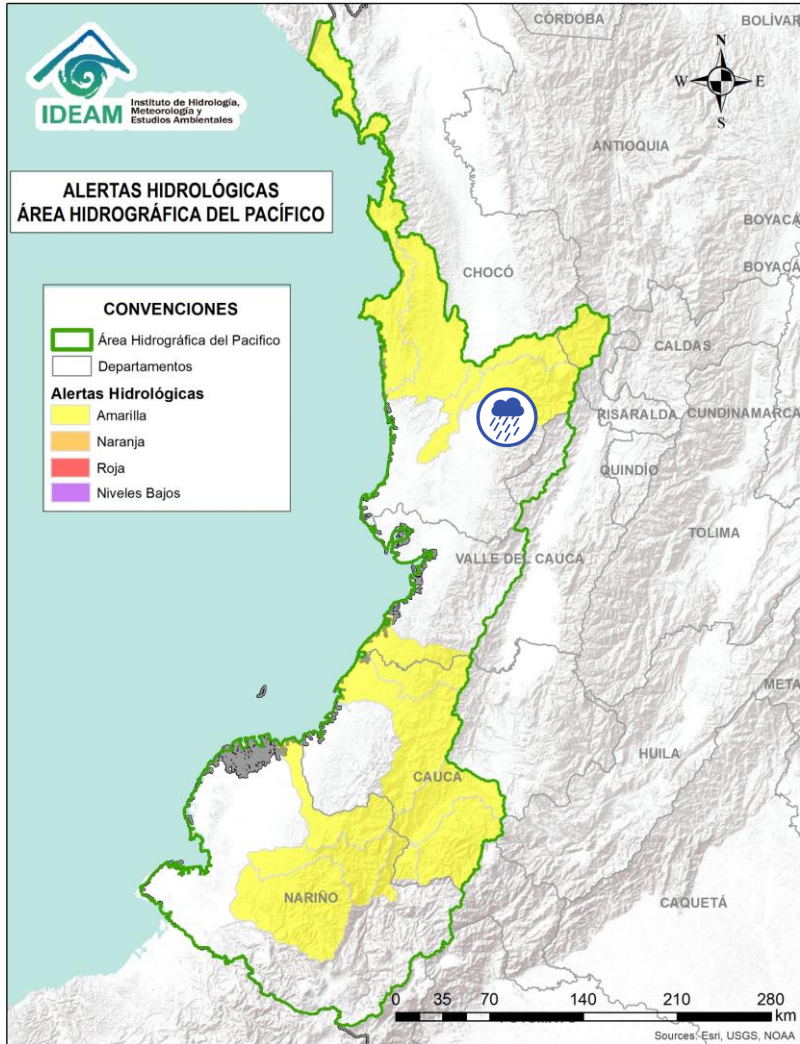 IDEAM
Instituto de Hidrología,
Meteorología y
Estudios Ambientales
CÓRDOBA
BOLÍVAR
N
W
E
S
ANTIOQUIA
ALERTAS HIDROLÓGICAS
ÁREA HIDROGRÁFICA DEL PACÍFICO
BOYACÁ
CHOCÓ
BOYACÁ
CONVENCIONES
Área Hidrográfica del Pacifico
Departamentos
Alertas Hidrológicas
Amarilla
Naranja
Roja
Niveles Bajos
CALDAS
RISARALDA
CUNDINAMARCA
QUINDÍO
TOLIMA
VALLE DEL CAUCA
META
HUILA
CAUCA
NARIÑO
CAQUETÁ
0 35 70 140 210 280
km
Sources: Esri, USGS, NOAA